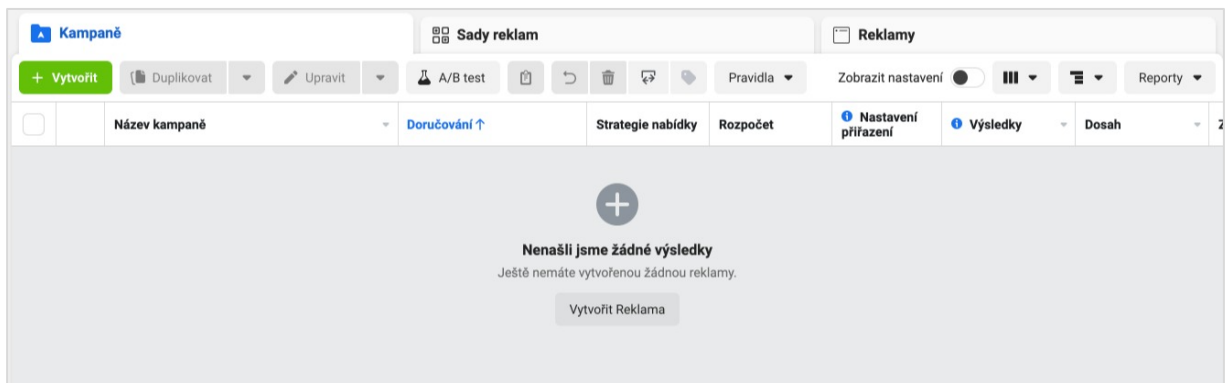 Kampaně
Sady reklam
Reklamy
+ Vytvořit
Duplikovat
Upravit
A/B test
Pravidla
Zobrazit nastavení
Reporty
Název kampaně
Doručování ↑
Strategie nabídky
Rozpočet
Nastavení
přiřazení
Výsledky
Dosah
Nenašli jsme žádné výsledky
Ještě nemáte vytvořenou žádnou reklamy.
Vytvořit Reklama